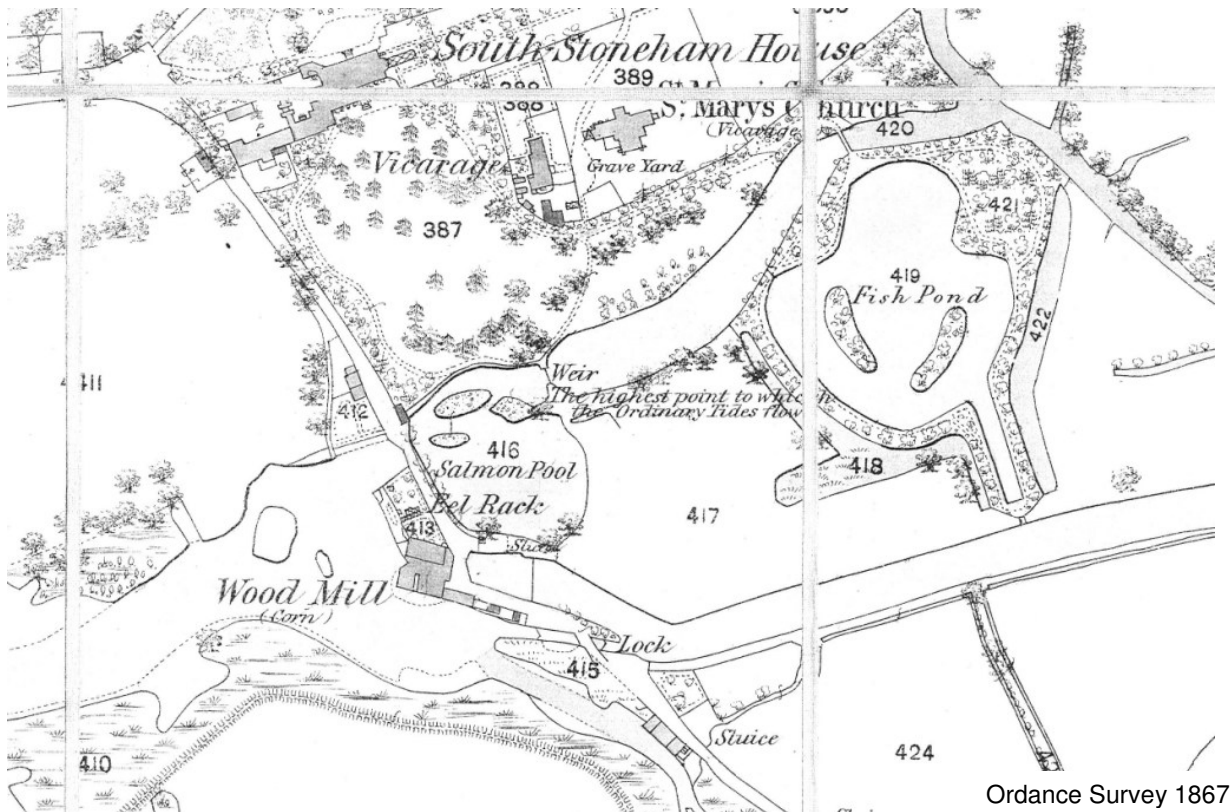 South Stoneham House
389
388
388
St Marys Church
(Vicarage)
420
Vicarage
Grave Yard
421
387
419
Fish Pond
422
411
Weir
The highest point to which
the Ordinary Tides flow
412
416
418
Salmon Pool
Eel Rack
417
413
Sluice
Wood Mill
(Corn)
Lock
415
Sluice
424
410
Ordance Survey 1867